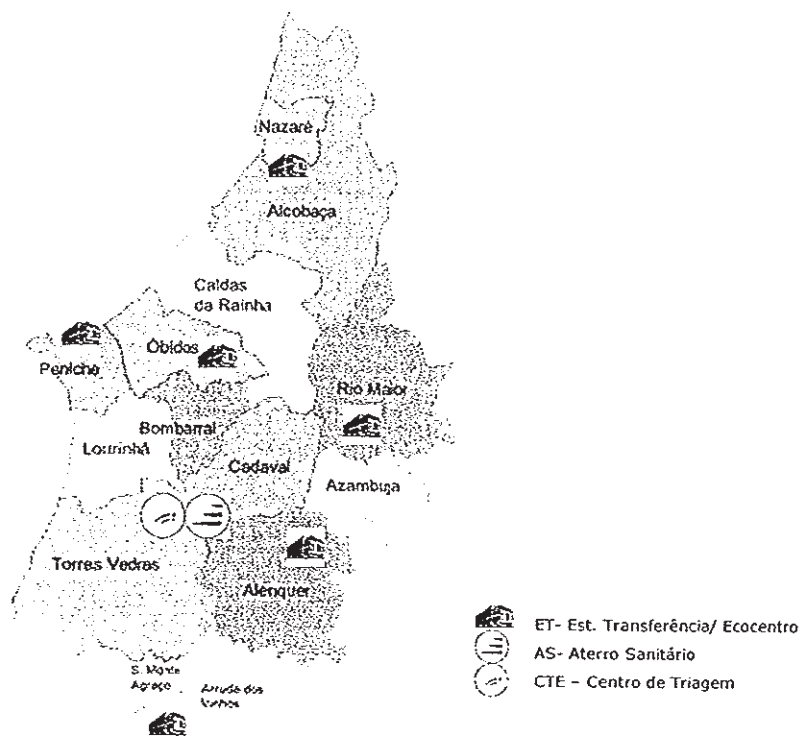 Nazaré
Alcobaça
Caldas
da Rainha
Óbidos
Peniche
Rio Maior
Bombarral
Lourinhã
Cadaval
Azambuja
Torres Vedras
Alenquer
S. Monte
Agraço
Arruda dos
Vinhos
ET- Est. Transferência/ Ecocentro
AS- Aterro Sanitário
CTE – Centro de Triagem